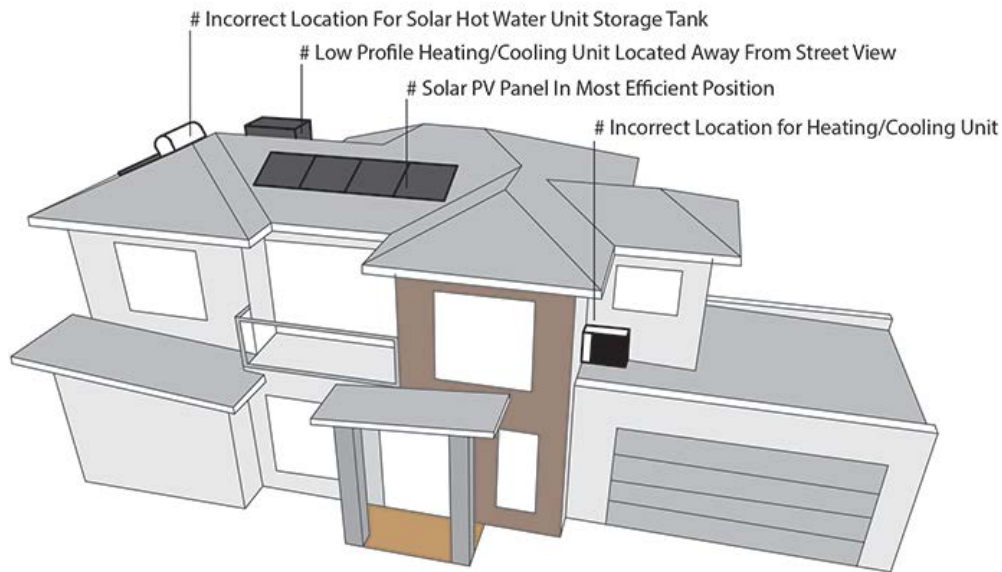 # Incorrect Location For Solar Hot Water Unit Storage Tank
# Low Profile Heating/Cooling Unit Located Away From Street View
# Solar PV Panel In Most Efficient Position
# Incorrect Location for Heating/Cooling Unit